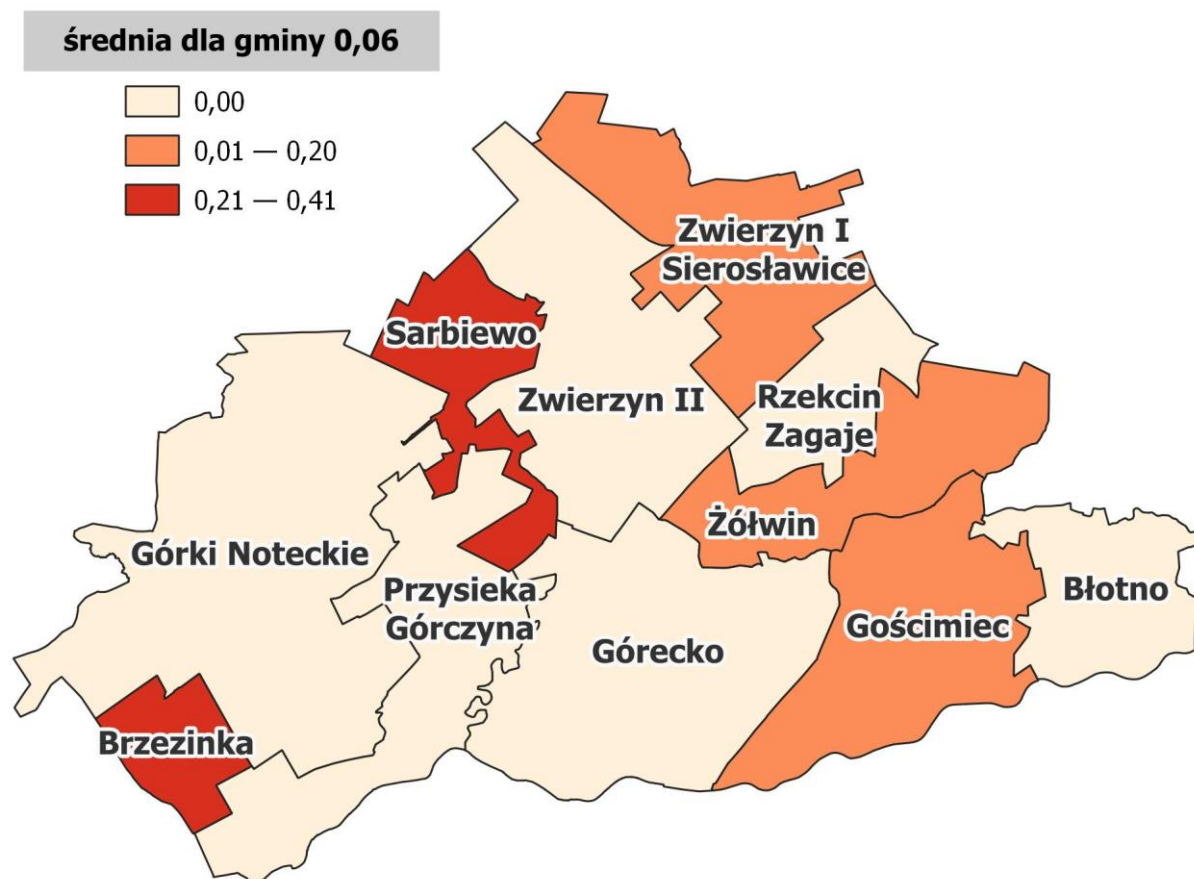 średnia dla gminy 0,06
0,00
0,01 — 0,20
0,21 — 0,41
Zwierzyn I
Sierosławice
Sarbiewo
Zwierzyn II
Rzekcin
Zagaje
Żółwin
Górki Noteckie
Przysieka
Górczyna
Górecko
Gościmiec
Błotno
Brzezinka